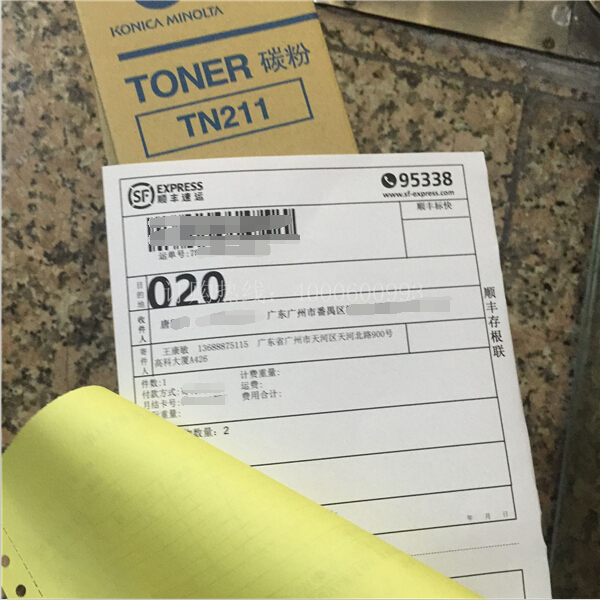 KONICA MINOLTA
TONER 碳粉
TN211
SF EXPRESS
顺丰速运
95338
www.sf-express.com
顺丰标快
运单号:7
目的地
020
热线: 4000600992
收件人
唐
广东广州市番禺区
寄件人
王康敏 13688875115 广东省广州市天河区天河北路900号
高科大厦A426
顺丰存根联
件数:1
计费重量:
付款方式:
运费:
月结卡号:
费用合计:
重量:
数量: 2
年 月 日